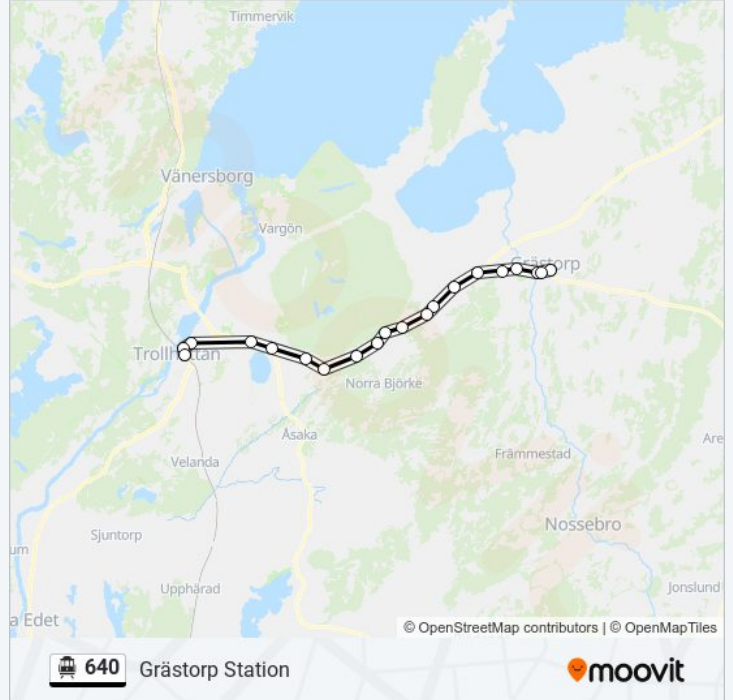 Timmervik
Vänersborg
Vargön
Grästorp
Trollhättan
Norra Björke
Åsaka
Velanda
Främmestad
Nossebro
Sjuntorp
um
Upphärad
Jonslund
a Edet
Are
© OpenStreetMap contributors | © OpenMapTiles
640 Grästorp Station
moovit